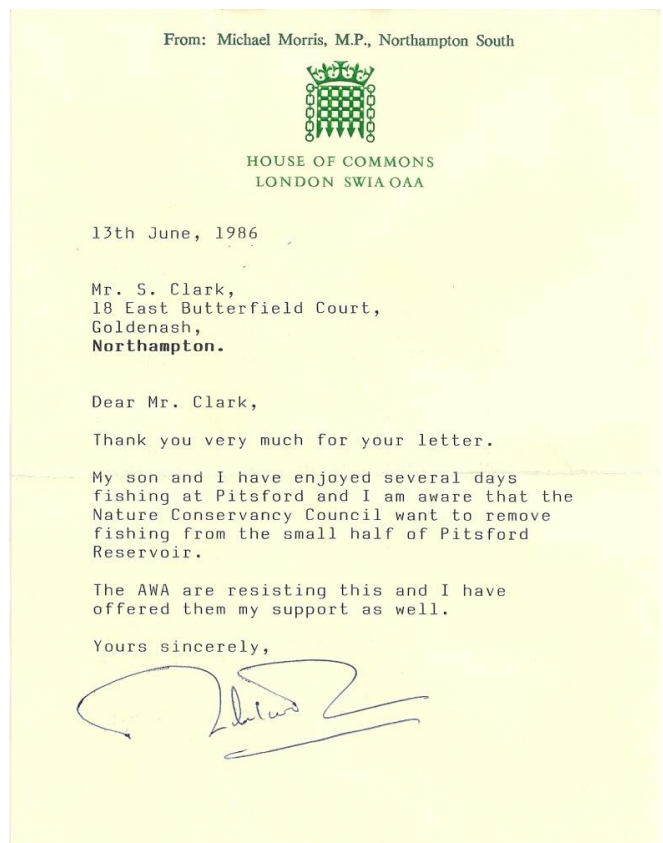 From: Michael Morris, M.P., Northampton South
HOUSE OF COMMONS
LONDON SWIA OAA
13th June, 1986
Mr. S. Clark,
18 East Butterfield Court,
Goldenash,
Northampton.
Dear Mr. Clark,
Thank you very much for your letter.
My son and I have enjoyed several days
fishing at Pitsford and I am aware that the
Nature Conservancy Council want to remove
fishing from the small half of Pitsford
Reservoir.
The AWA are resisting this and I have
offered them my support as well.
Yours sincerely,